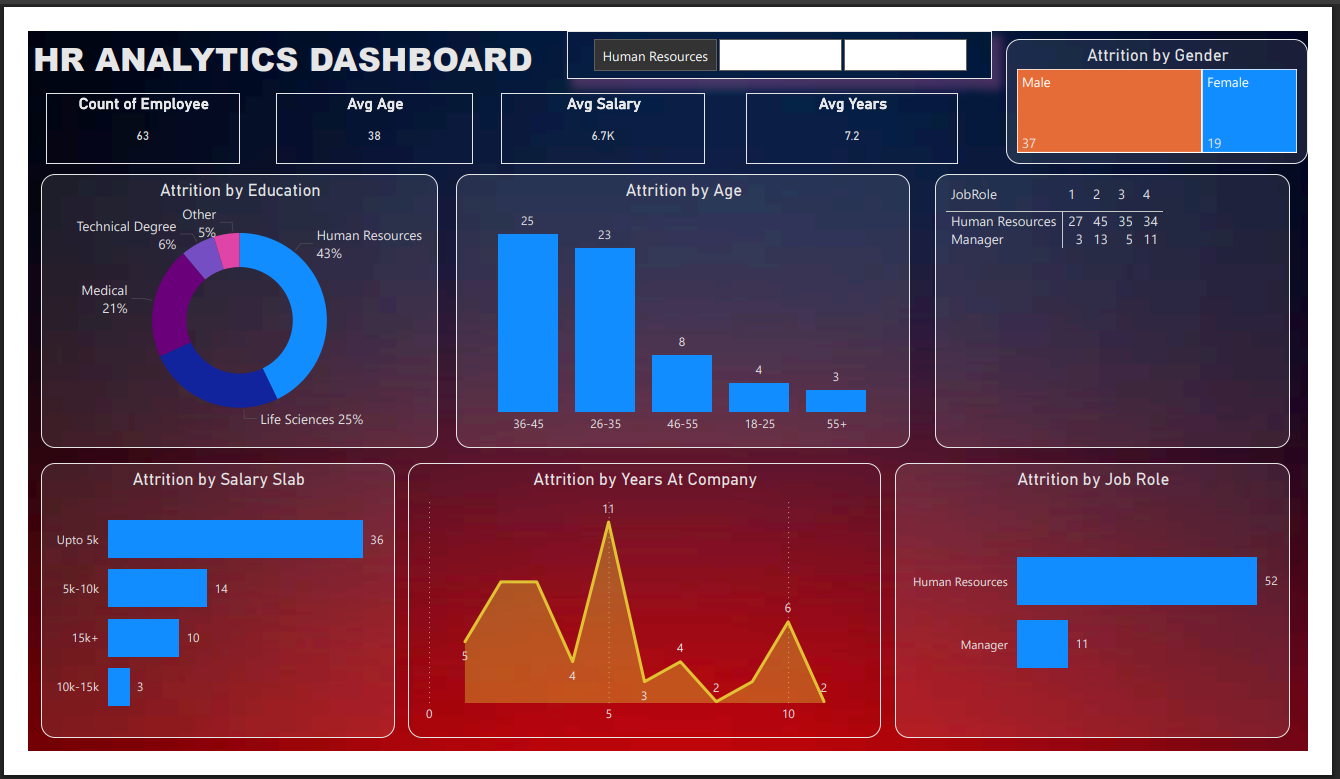 HR ANALYTICS DASHBOARD
Human Resources
Attrition by Gender
Male
Female
37
19
Count of Employee
63
Avg Age
38
Avg Salary
6.7K
Avg Years
7.2
Attrition by Education
Other
5%
Technical Degree
6%
Human Resources
43%
Medical
21%
Life Sciences 25%
Attrition by Age
25
23
8
4
3
36-45 26-35 46-55 18-25 55+
JobRole 1 2 3 4
Human Resources 27 45 35 34
Manager 3 13 5 11
Attrition by Salary Slab
Upto 5k 36
5k-10k 14
15k+ 10
10k-15k 3
Attrition by Years At Company
11
5
4
3
4
2
6
2
0 5 10
Attrition by Job Role
Human Resources 52
Manager 11